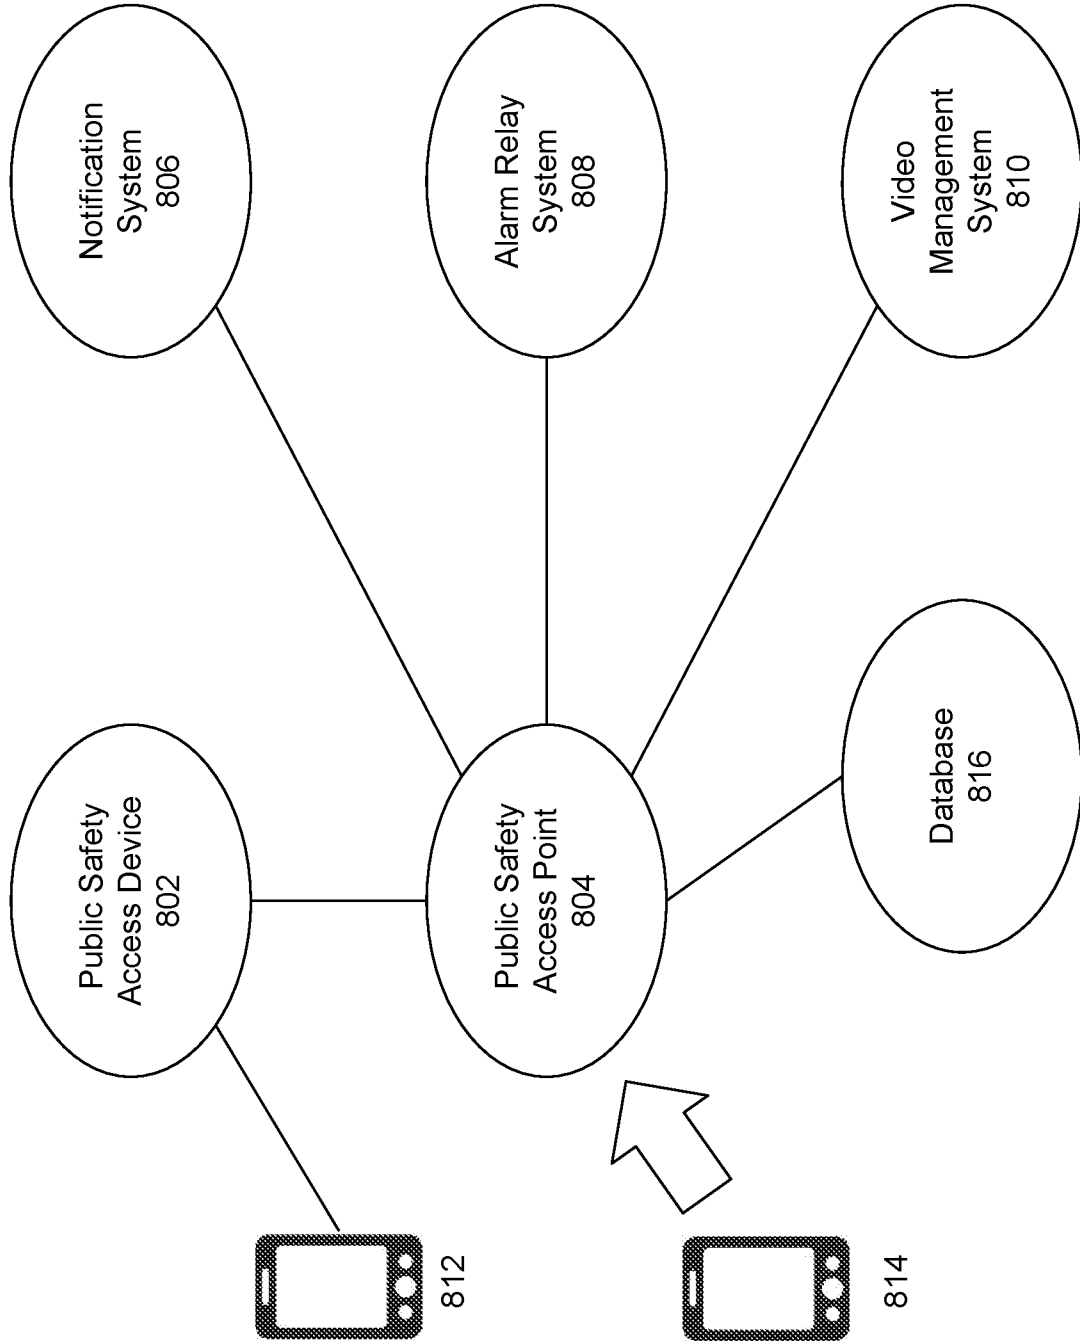 Public Safety
Access Device
802
Notification
System
806
812
Public Safety
Access Point
804
Alarm Relay
System
808
814
Database
816
Video
Management
System
810